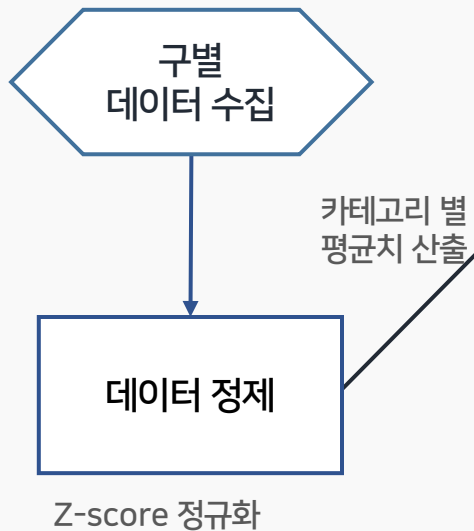 구별
데이터 수집
카테고리 별
평균치 산출
데이터 정제
Z-score 정규화